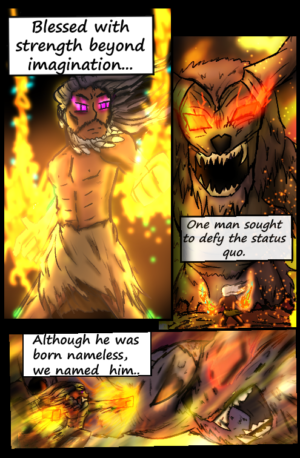 Blessed with
strength beyond
imagination...
One man sought
to defy the status
quo.
Although he was
born nameless,
we named him..